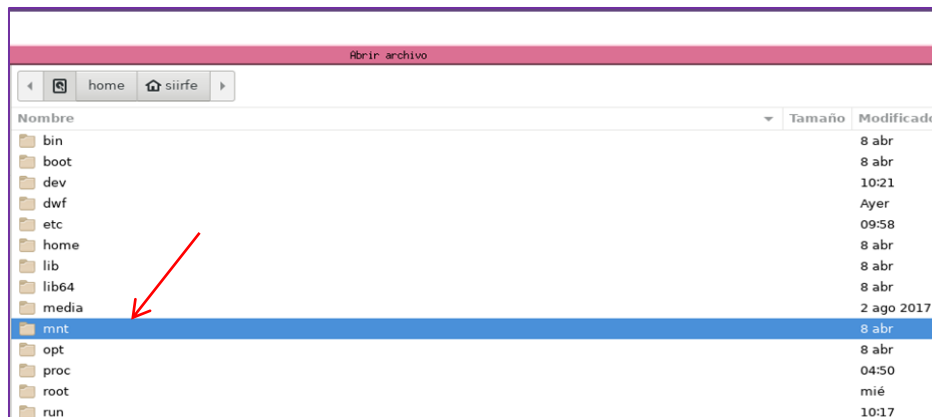 Abrir archivo
home siirfe
Nombre Tamaño Modificado
bin 8 abr
boot 8 abr
dev 10:21
dwf Ayer
etc 09:58
home 8 abr
lib 8 abr
lib64 8 abr
media 2 ago 2017
mnt 8 abr
opt 8 abr
proc 04:50
root mié
run 10:17